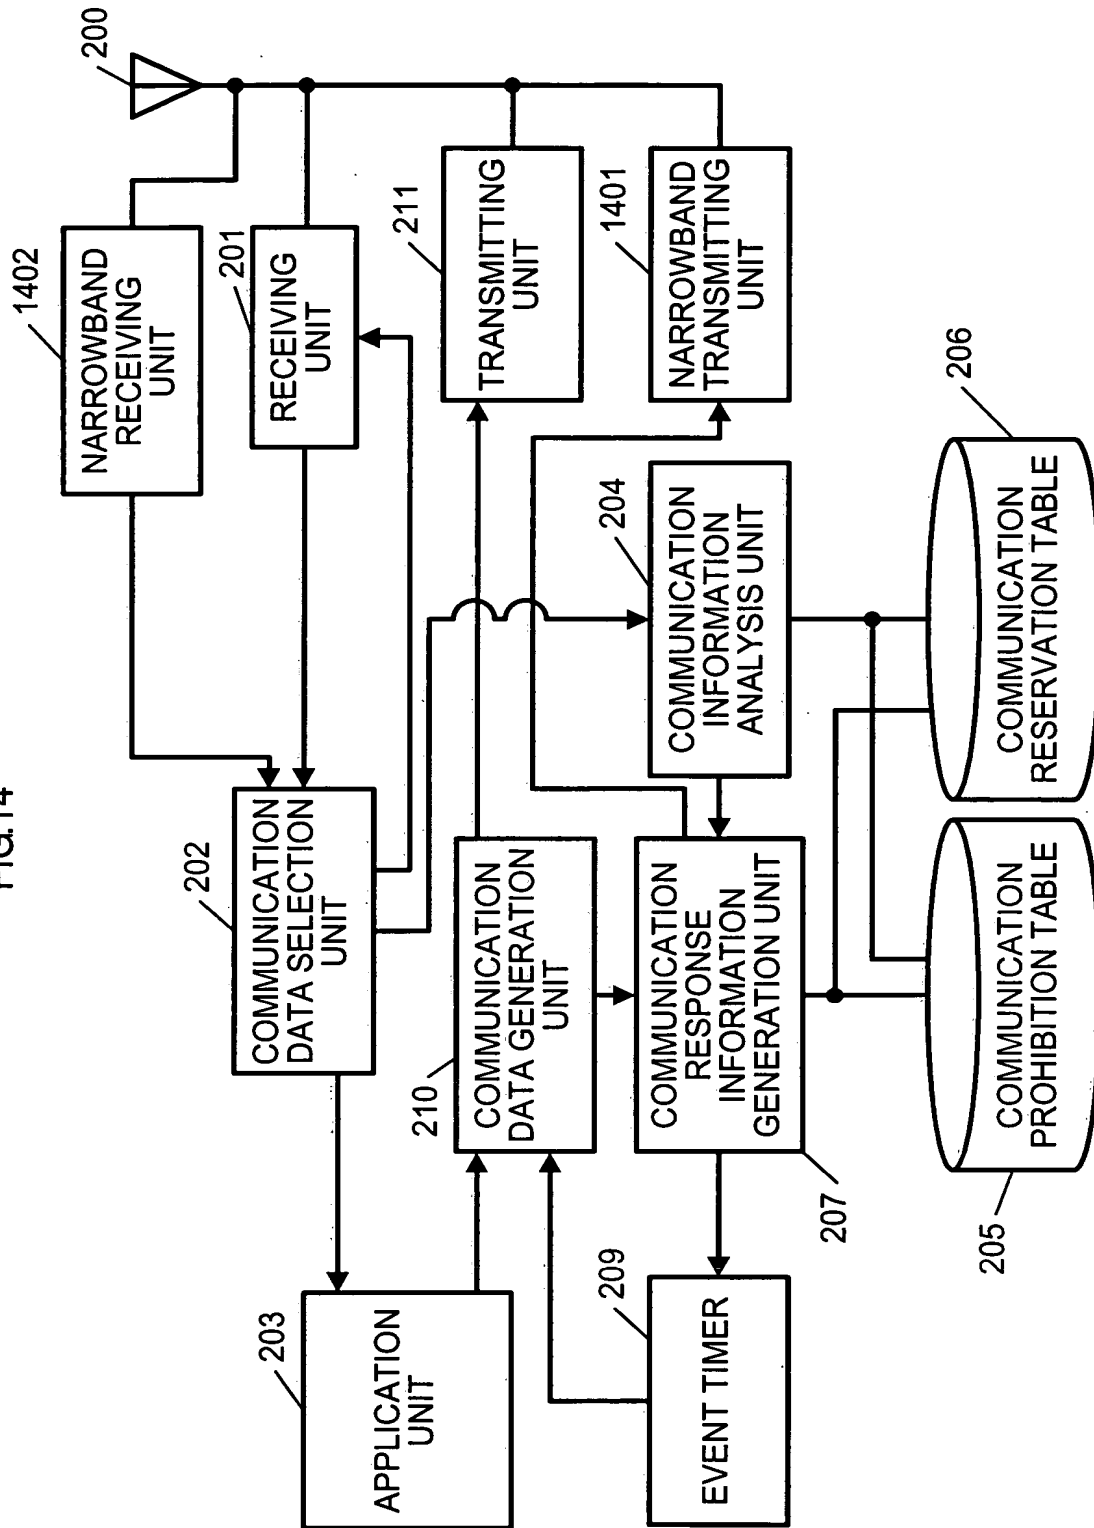 FIG.14
200
1402
NARROWBAND
RECEIVING
UNIT
201
RECEIVING
UNIT
211
TRANSMITTING
UNIT
1401
NARROWBAND
TRANSMITTING
UNIT
202
COMMUNICATION
DATA SELECTION
UNIT
204
COMMUNICATION
INFORMATION
ANALYSIS UNIT
206
COMMUNICATION
RESERVATION TABLE
203
APPLICATION
UNIT
210
COMMUNICATION
DATA GENERATION
UNIT
207
COMMUNICATION
RESPONSE
INFORMATION
GENERATION UNIT
209
EVENT TIMER
205
COMMUNICATION
PROHIBITION TABLE